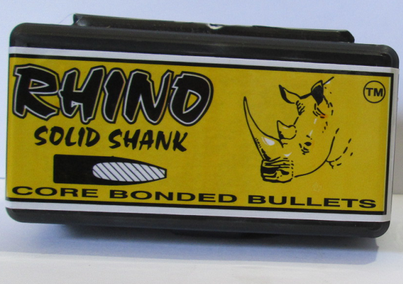 RHINO
TM
SOLID SHANK
CORE BONDED BULLETS